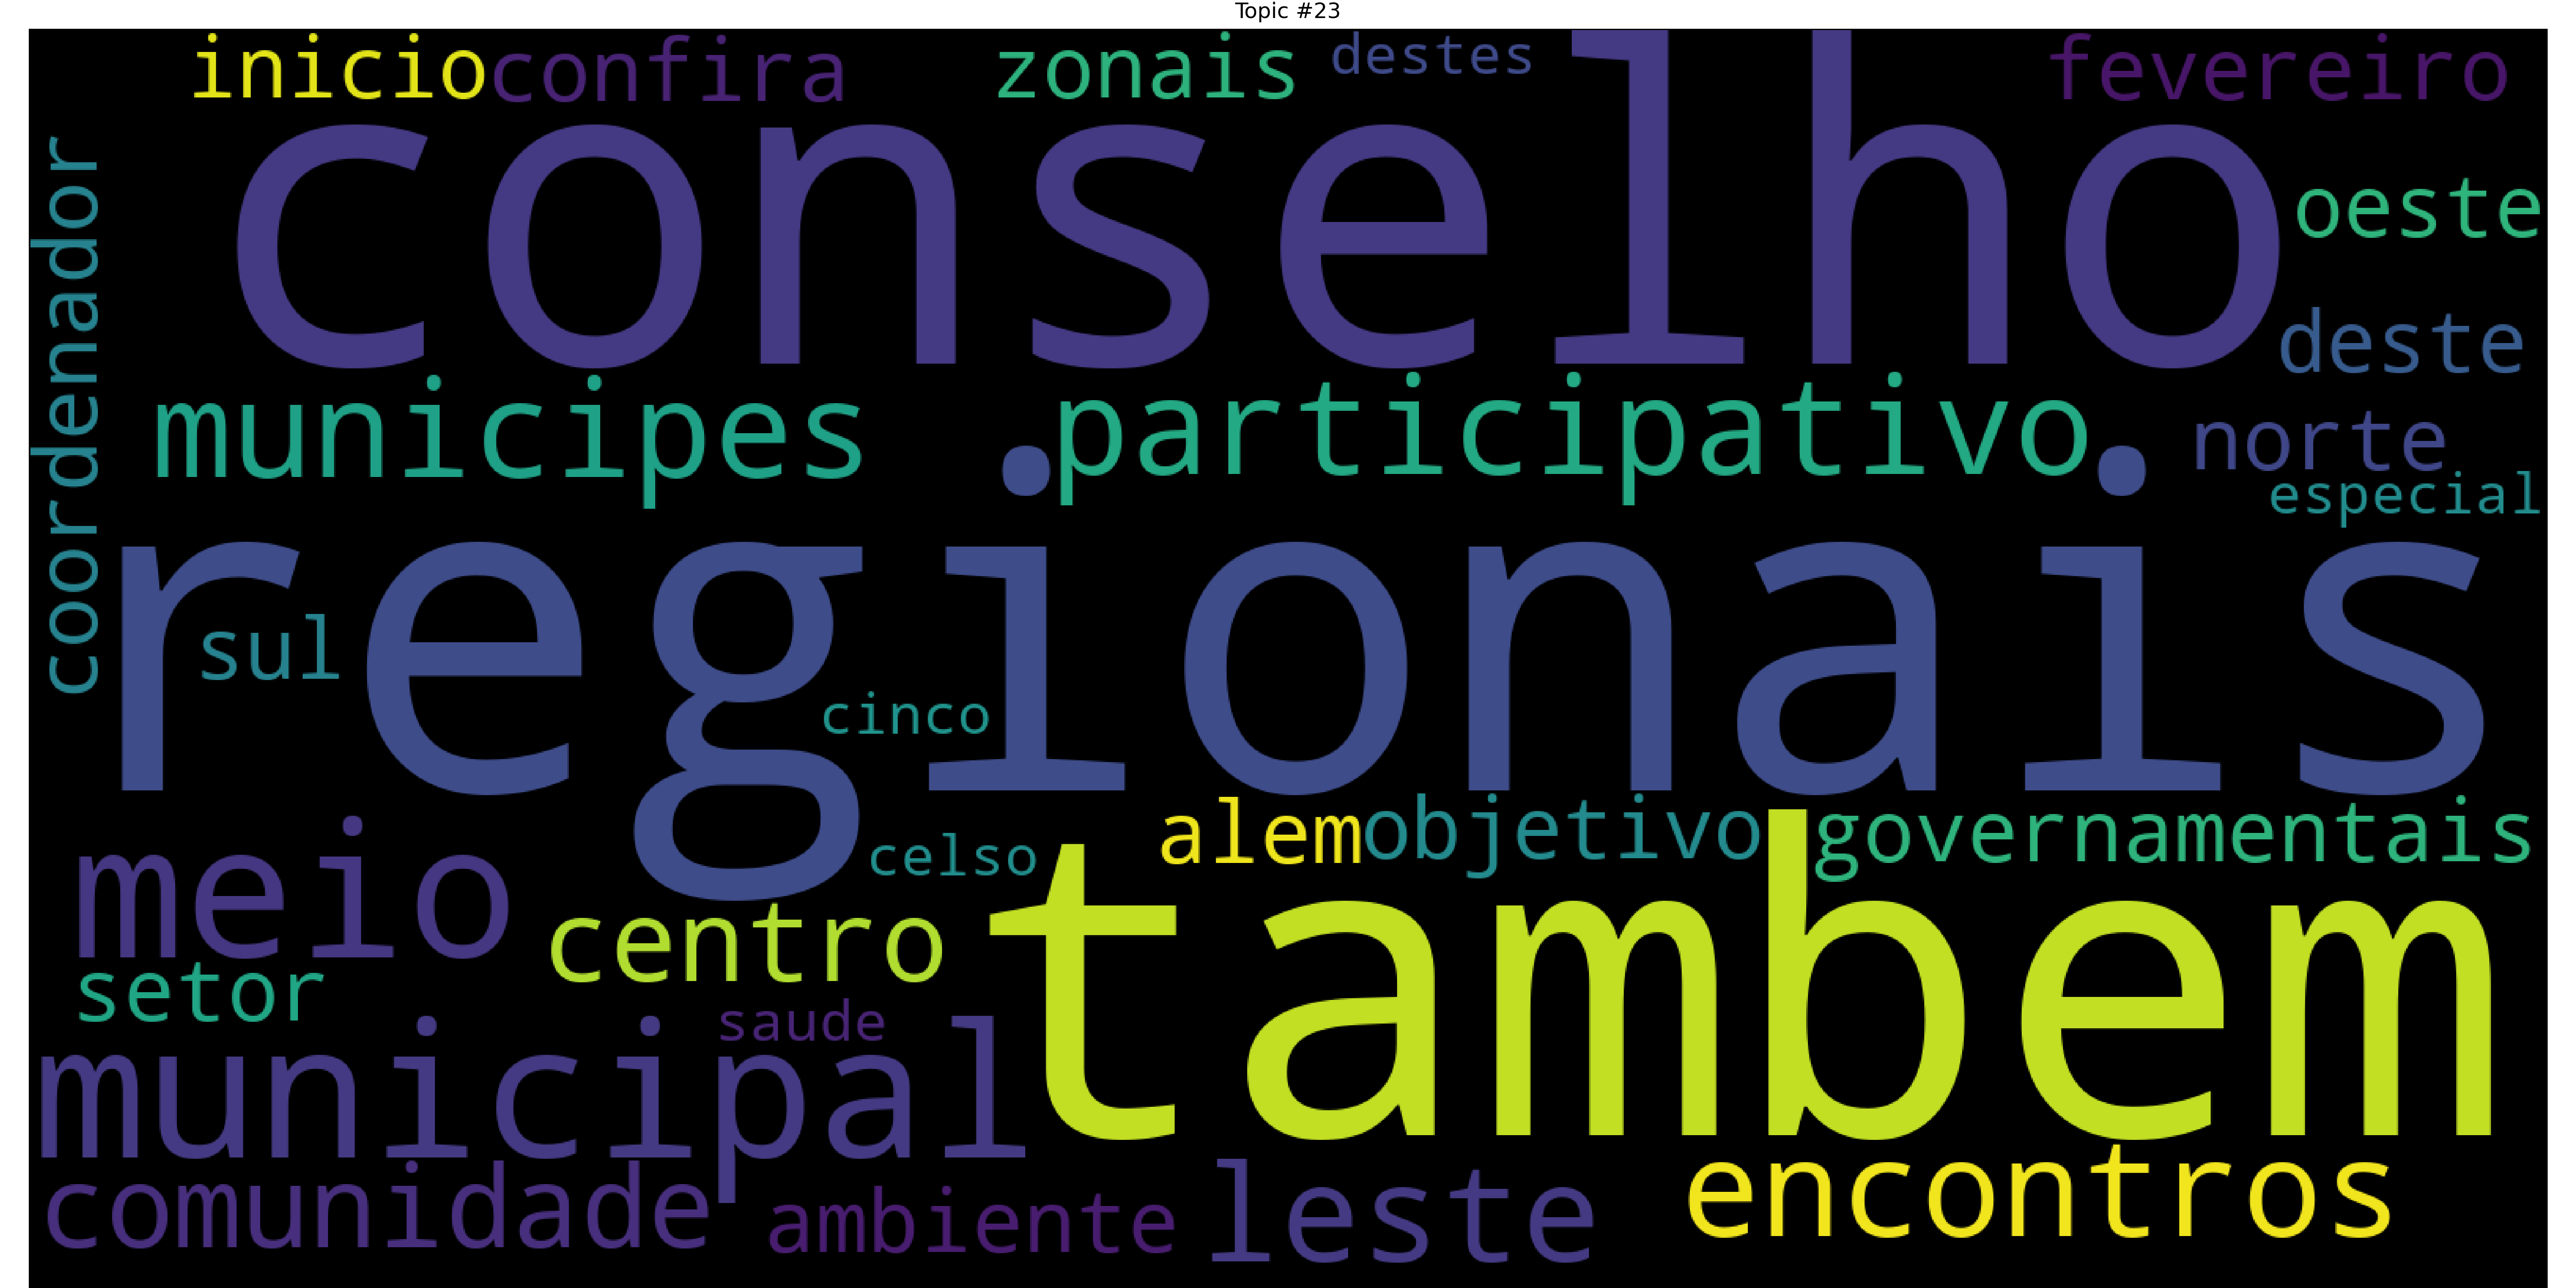 Topic #23
inicio confira zonais destes fevereiro
conselho
oeste
coordenador
deste
municipes participativo norte
especial
regionais
sul
cinco
alem objetivo governamentais
celso
meio
centro
tambem
setor
saude
municipal
comunidade ambiente leste encontros